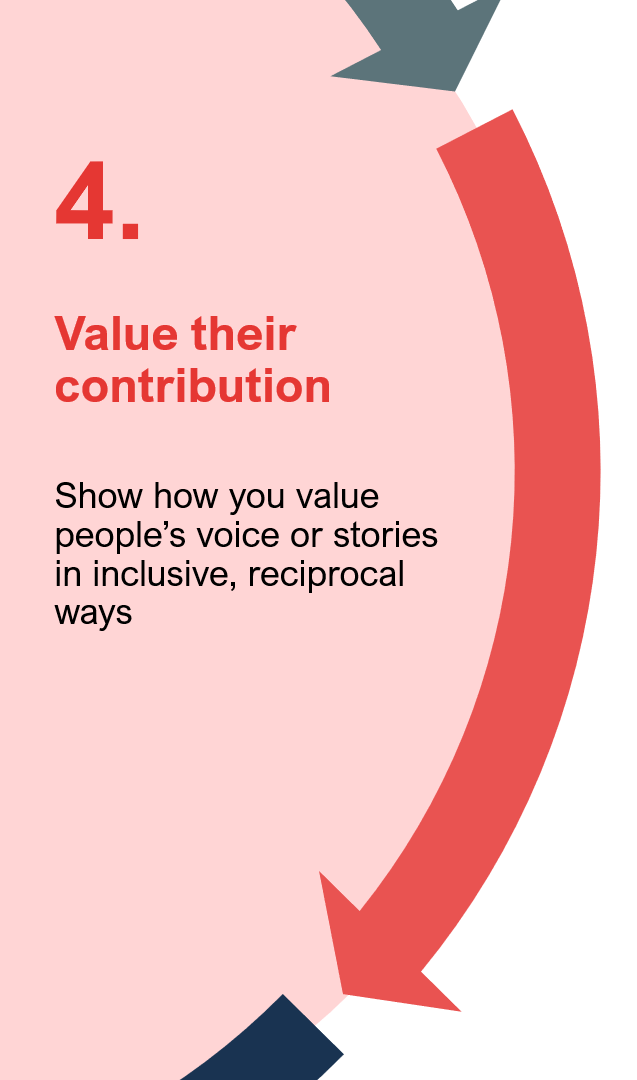 4.
Value their
contribution
Show how you value
people’s voice or stories
in inclusive, reciprocal
ways